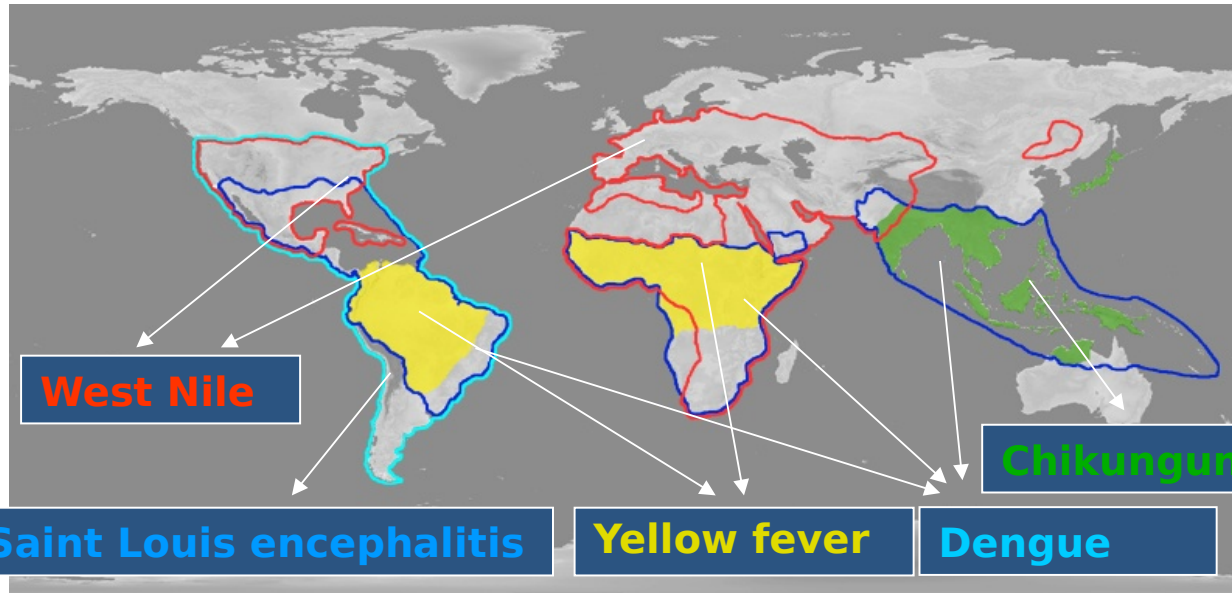 West Nile
Chikungun
Saint Louis encephalitis
Yellow fever
Dengue